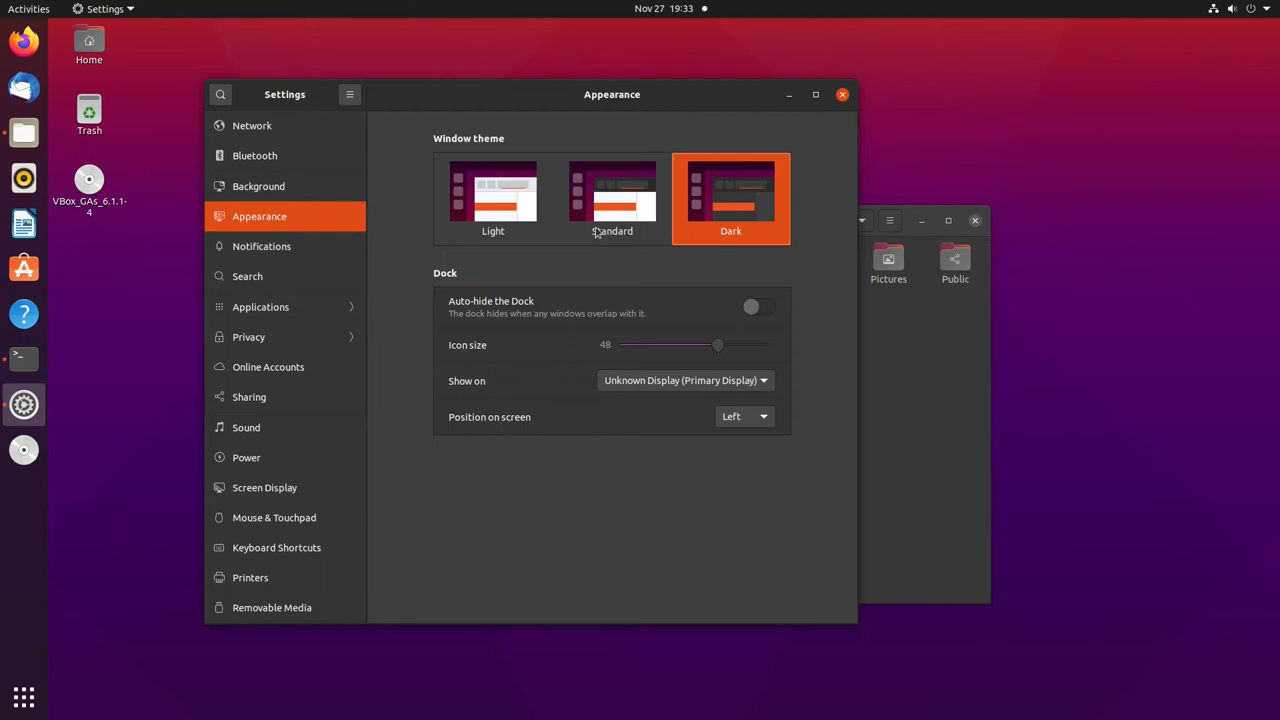 Activities
Settings
Nov 27 19:33
Home
Trash
VBox_GAs_6.1.1-
4
Settings
Appearance
Network
Bluetooth
Background
Appearance
Notifications
Search
Applications
Privacy
Online Accounts
Sharing
Sound
Power
Screen Display
Mouse & Touchpad
Keyboard Shortcuts
Printers
Removable Media
Window theme
Light
Standard
Dark
Dock
Auto-hide the Dock
The dock hides when any windows overlap with it.
Icon size
48
Show on
Unknown Display (Primary Display)
Position on screen
Left
Pictures
Public